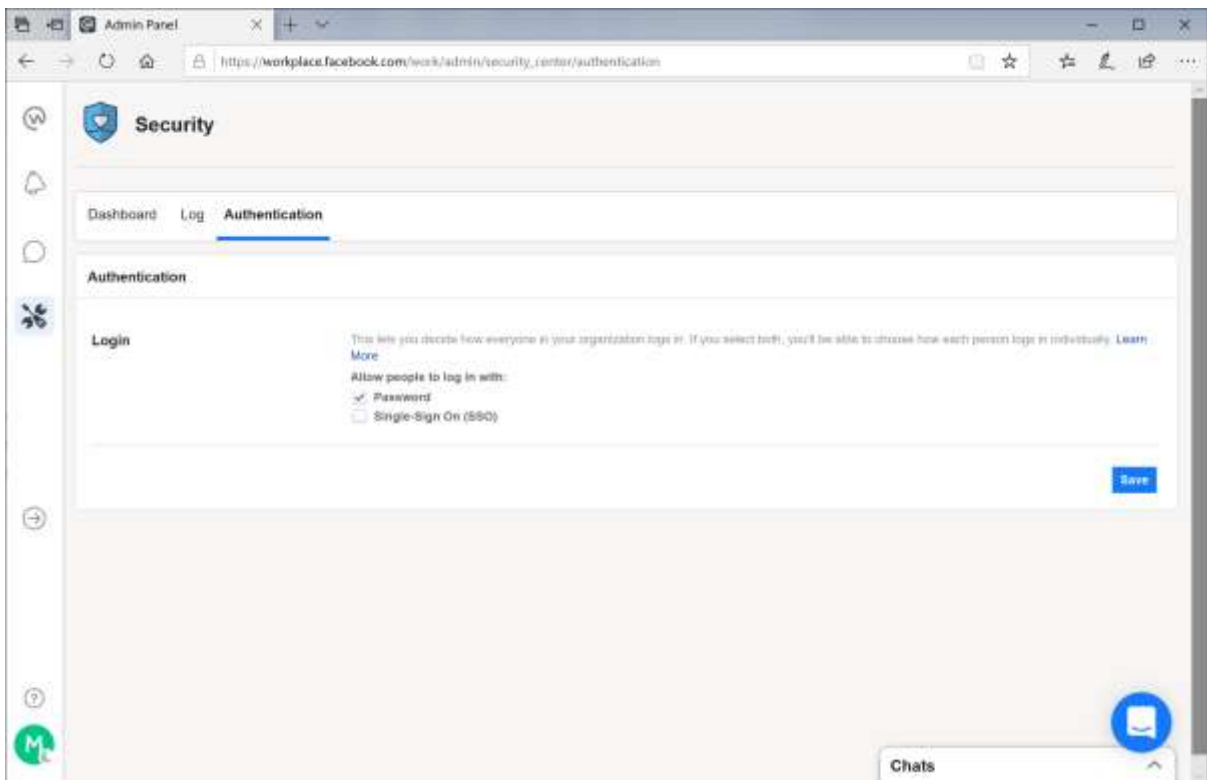 Admin Panel
https://workplace.facebook.com/work/admin/security_center/authentication
Security
Dashboard Log Authentication
Authentication
Login
This lets you decide how everyone in your organization logs in. If you select both, you'll be able to choose how each person logs in individually. Learn
More
Allow people to log in with:
Password
Single-Sign On (SSO)
Save
M
Chats